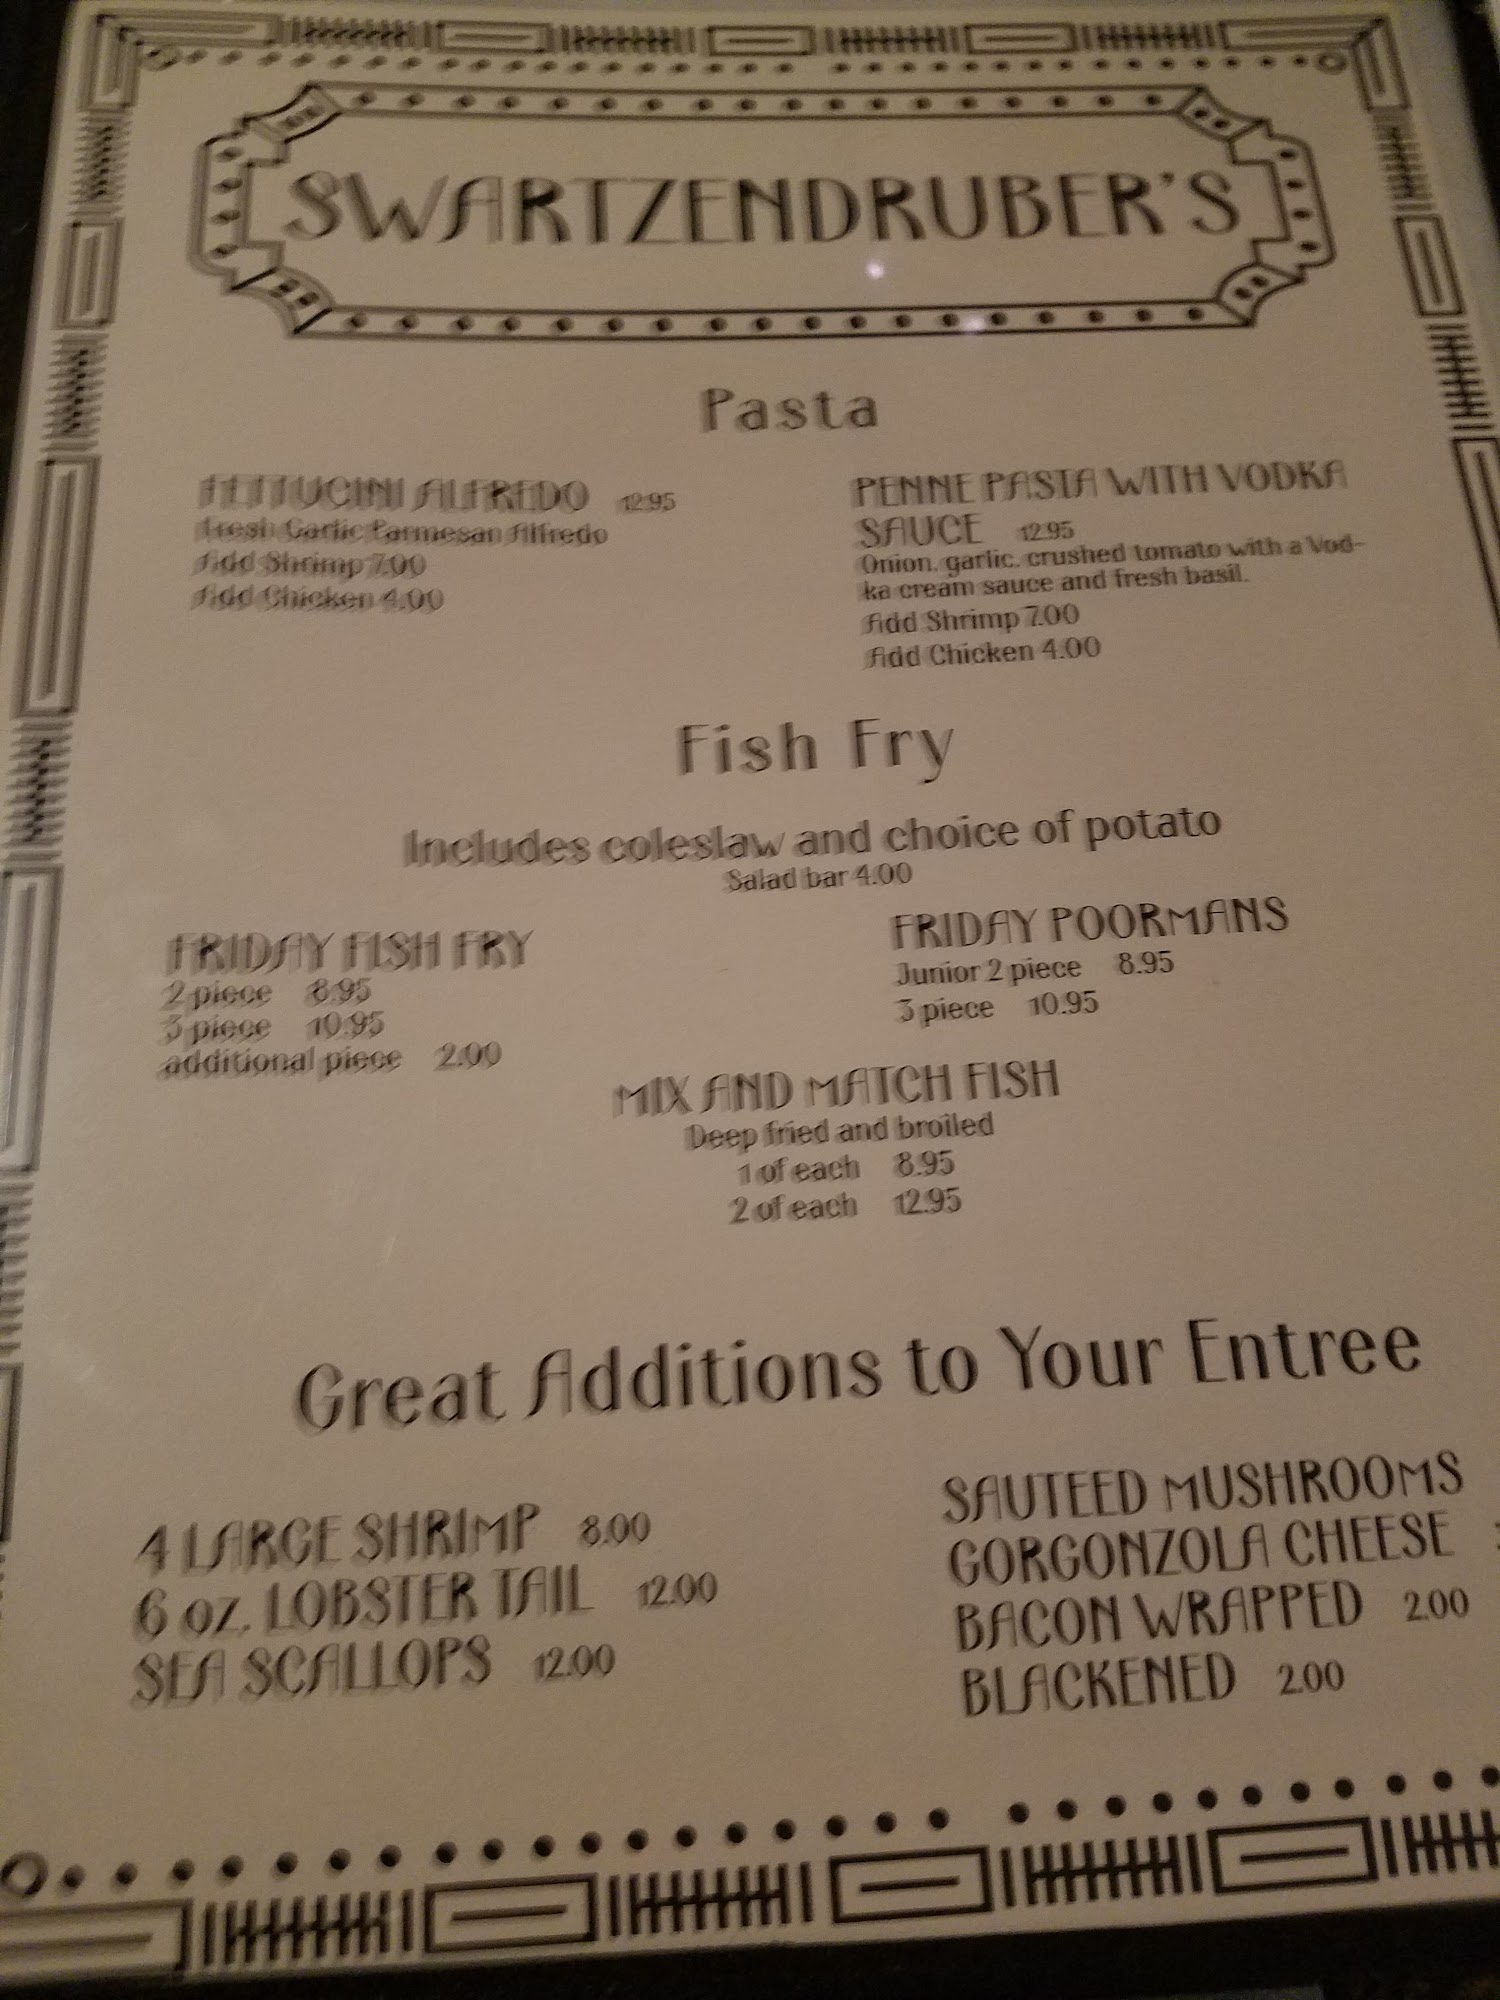 SWARTZENDRUBER'S
Pasta
FETTUCINI ALFREDO 12.95
Fresh Garlic Parmesan Alfredo
Add Shrimp 7.00
Add Chicken 4.00
PENNE PASTA WITH VODKA
SAUCE 12.95
Onion, garlic, crushed tomato with a Vod-
ka cream sauce and fresh basil.
Add Shrimp 7.00
Add Chicken 4.00
Fish Fry
Includes coleslaw and choice of potato
Salad bar 4.00
FRIDAY FISH FRY
2 piece 8.95
3 piece 10.95
additional piece 2.00
FRIDAY POORMANS
Junior 2 piece 8.95
3 piece 10.95
MIX AND MATCH FISH
Deep fried and broiled
1 of each 8.95
2 of each 12.95
Great Additions to Your Entree
4 LARGE SHRIMP 8.00
6 oz. LOBSTER TAIL 12.00
SEA SCALLOPS 12.00
SAUTEED MUSHROOMS
GORGONZOLA CHEESE
BACON WRAPPED 2.00
BLACKENED 2.00